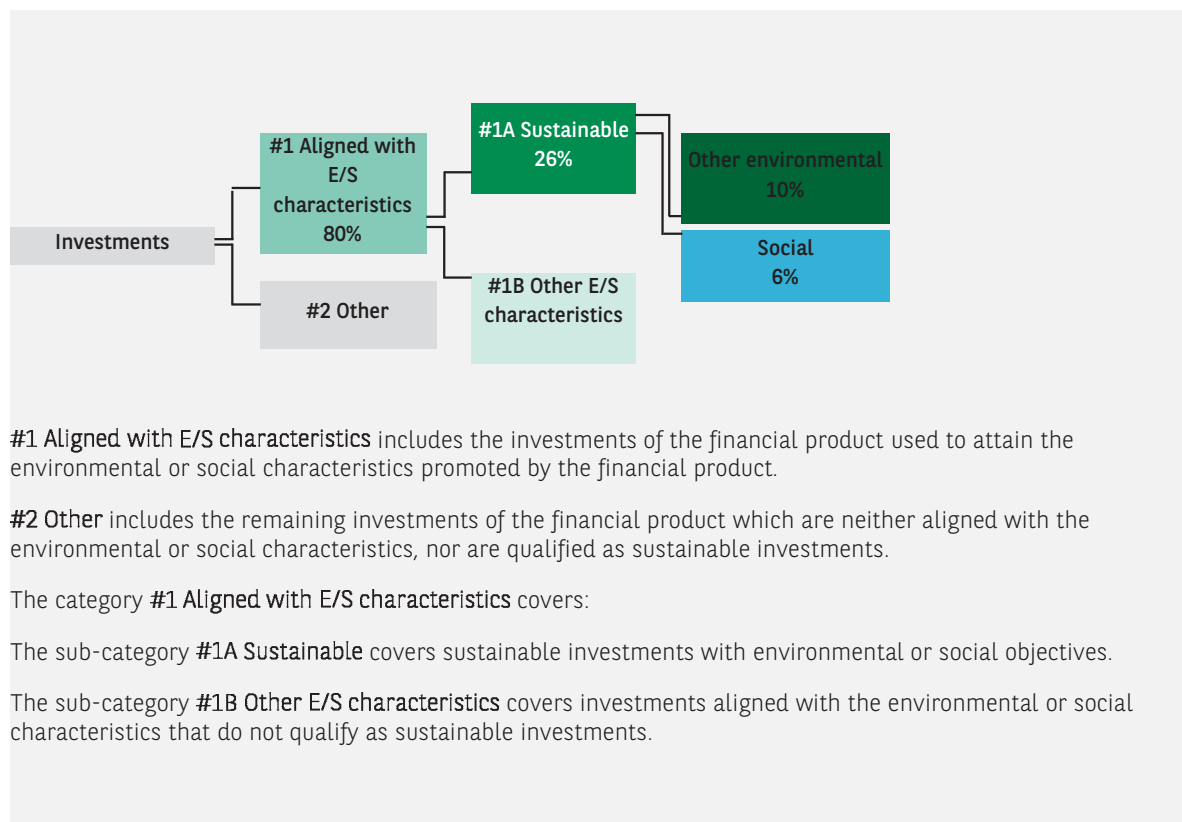 #1 Aligned with
E/S
characteristics
80%
#1A Sustainable
26%
Other environmental
10%
Investments
Social
6%
#2 Other
#1B Other E/S
characteristics
#1 Aligned with E/S characteristics includes the investments of the financial product used to attain the
environmental or social characteristics promoted by the financial product.
#2 Other includes the remaining investments of the financial product which are neither aligned with the
environmental or social characteristics, nor are qualified as sustainable investments.
The category #1 Aligned with E/S characteristics covers:
The sub-category #1A Sustainable covers sustainable investments with environmental or social objectives.
The sub-category #1B Other E/S characteristics covers investments aligned with the environmental or social
characteristics that do not qualify as sustainable investments.